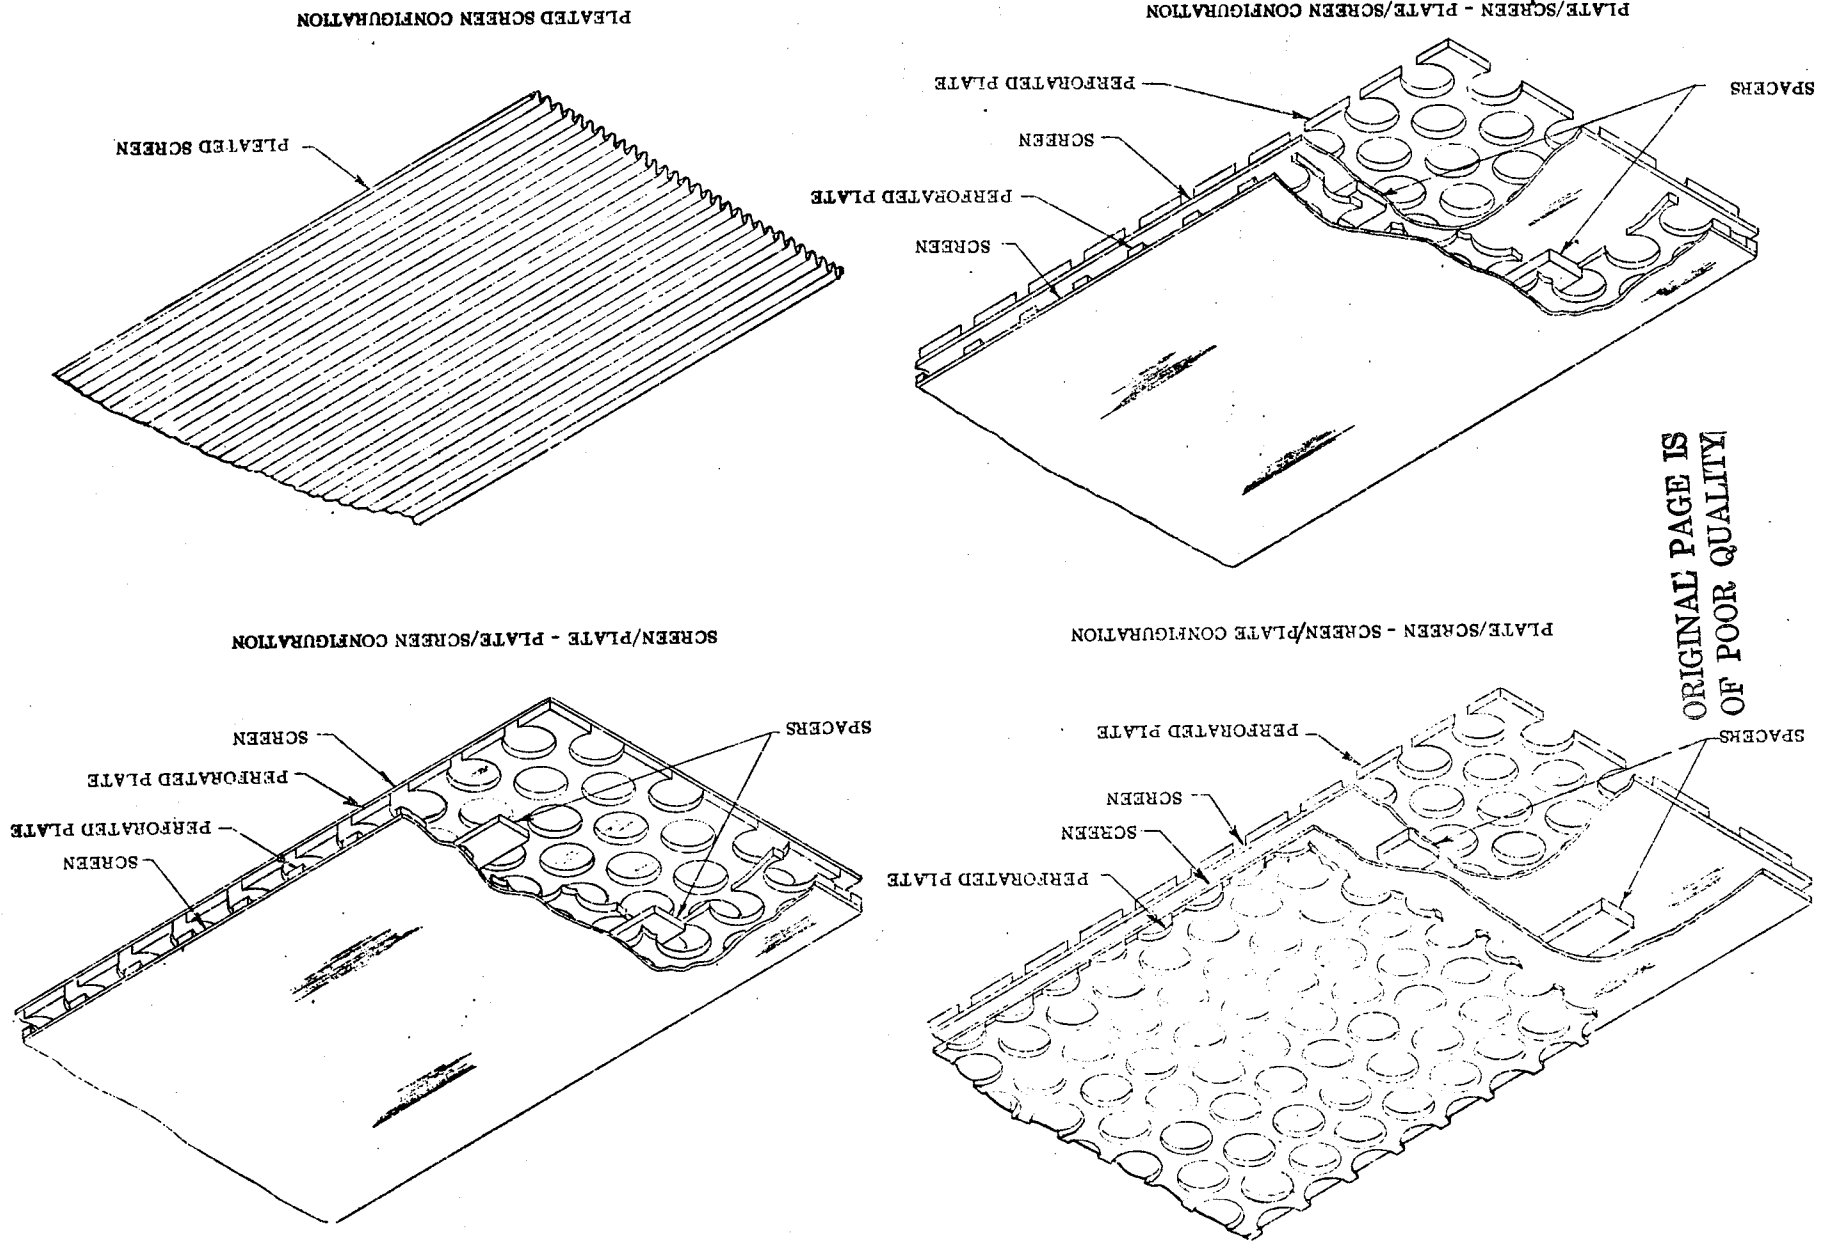 PERFORATED PLATE
SCREEN
SCREEN
SPACERS
PERFORATED PLATE
PLATE/SCREEN - SCREEN/PLATE CONFIGURATION
SCREEN
PERFORATED PLATE
PERFORATED PLATE
SCREEN
SPACERS
SCREEN/PLATE - PLATE/SCREEN CONFIGURATION
ORIGINAL PAGE IS
OF POOR QUALITY
SCREEN
PERFORATED PLATE
SCREEN
SPACERS
PERFORATED PLATE
PLATE/SCREEN - PLATE/SCREEN CONFIGURATION
PLEATED SCREEN
PLEATED SCREEN CONFIGURATION